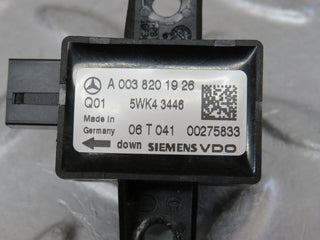 A 003 820 19 26
Q01 5WK4 3446
Made in
Germany 06 T 041 00275833
down SIEMENS VDO